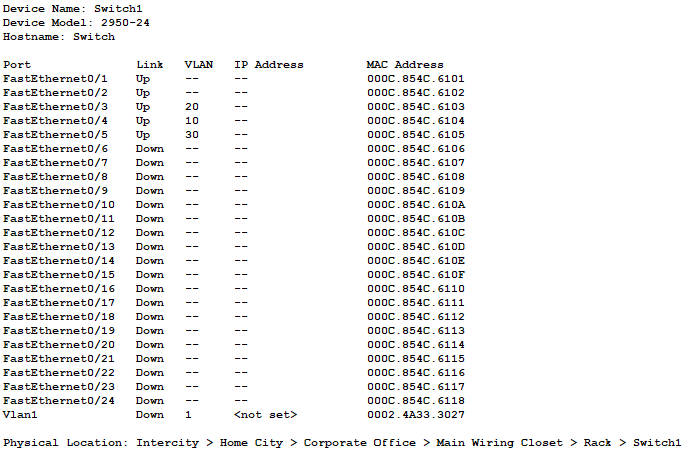 Device Name: Switch1
Device Model: 2950-24
Hostname: Switch
Port Link VLAN IP Address MAC Address
FastEthernet0/1 Up -- -- 000C.854C.6101
FastEthernet0/2 Up -- -- 000C.854C.6102
FastEthernet0/3 Up 20 -- 000C.854C.6103
FastEthernet0/4 Up 10 -- 000C.854C.6104
FastEthernet0/5 Up 30 -- 000C.854C.6105
FastEthernet0/6 Down -- -- 000C.854C.6106
FastEthernet0/7 Down -- -- 000C.854C.6107
FastEthernet0/8 Down -- -- 000C.854C.6108
FastEthernet0/9 Down -- -- 000C.854C.6109
FastEthernet0/10 Down -- -- 000C.854C.610A
FastEthernet0/11 Down -- -- 000C.854C.610B
FastEthernet0/12 Down -- -- 000C.854C.610C
FastEthernet0/13 Down -- -- 000C.854C.610D
FastEthernet0/14 Down -- -- 000C.854C.610E
FastEthernet0/15 Down -- -- 000C.854C.610F
FastEthernet0/16 Down -- -- 000C.854C.6110
FastEthernet0/17 Down -- -- 000C.854C.6111
FastEthernet0/18 Down -- -- 000C.854C.6112
FastEthernet0/19 Down -- -- 000C.854C.6113
FastEthernet0/20 Down -- -- 000C.854C.6114
FastEthernet0/21 Down -- -- 000C.854C.6115
FastEthernet0/22 Down -- -- 000C.854C.6116
FastEthernet0/23 Down -- -- 000C.854C.6117
FastEthernet0/24 Down -- -- 000C.854C.6118
Vlan1 Down 1 <not set> 0002.4A33.3027
Physical Location: Intercity > Home City > Corporate Office > Main Wiring Closet > Rack > Switch1